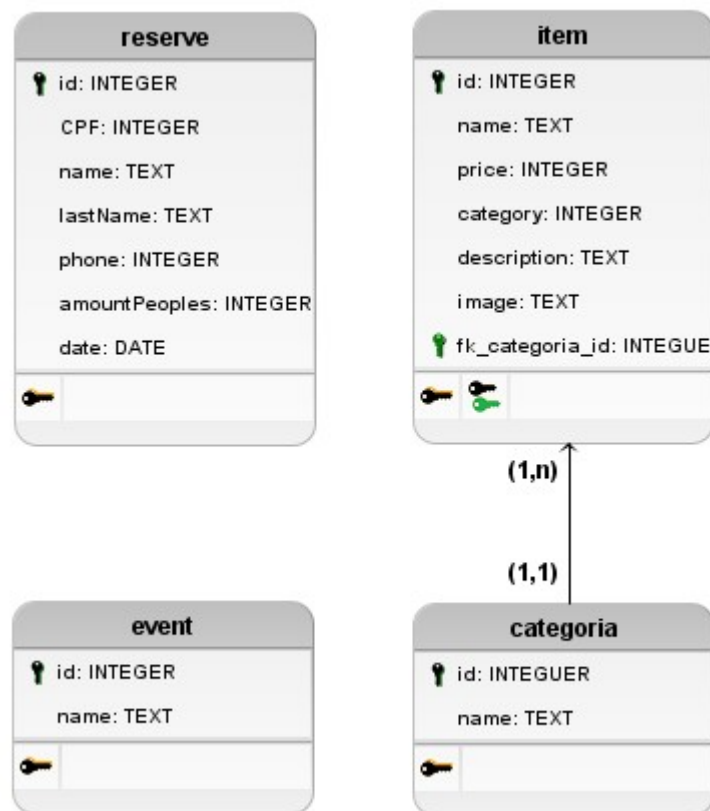 reserve
id: INTEGER
CPF: INTEGER
name: TEXT
lastName: TEXT
phone: INTEGER
amountPeoples: INTEGER
date: DATE
item
id: INTEGER
name: TEXT
price: INTEGER
category: INTEGER
description: TEXT
image: TEXT
fk_categoria_id: INTEGUE
(1,n)
(1,1)
event
id: INTEGER
name: TEXT
categoria
id: INTEGUER
name: TEXT